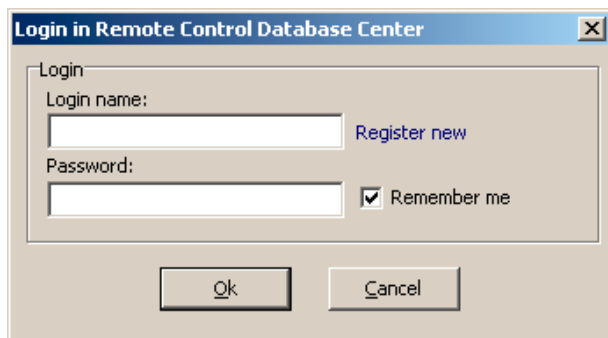 Login in Remote Control Database Center
Login
Login name:
Register new
Password:
Remember me
Ok
Cancel